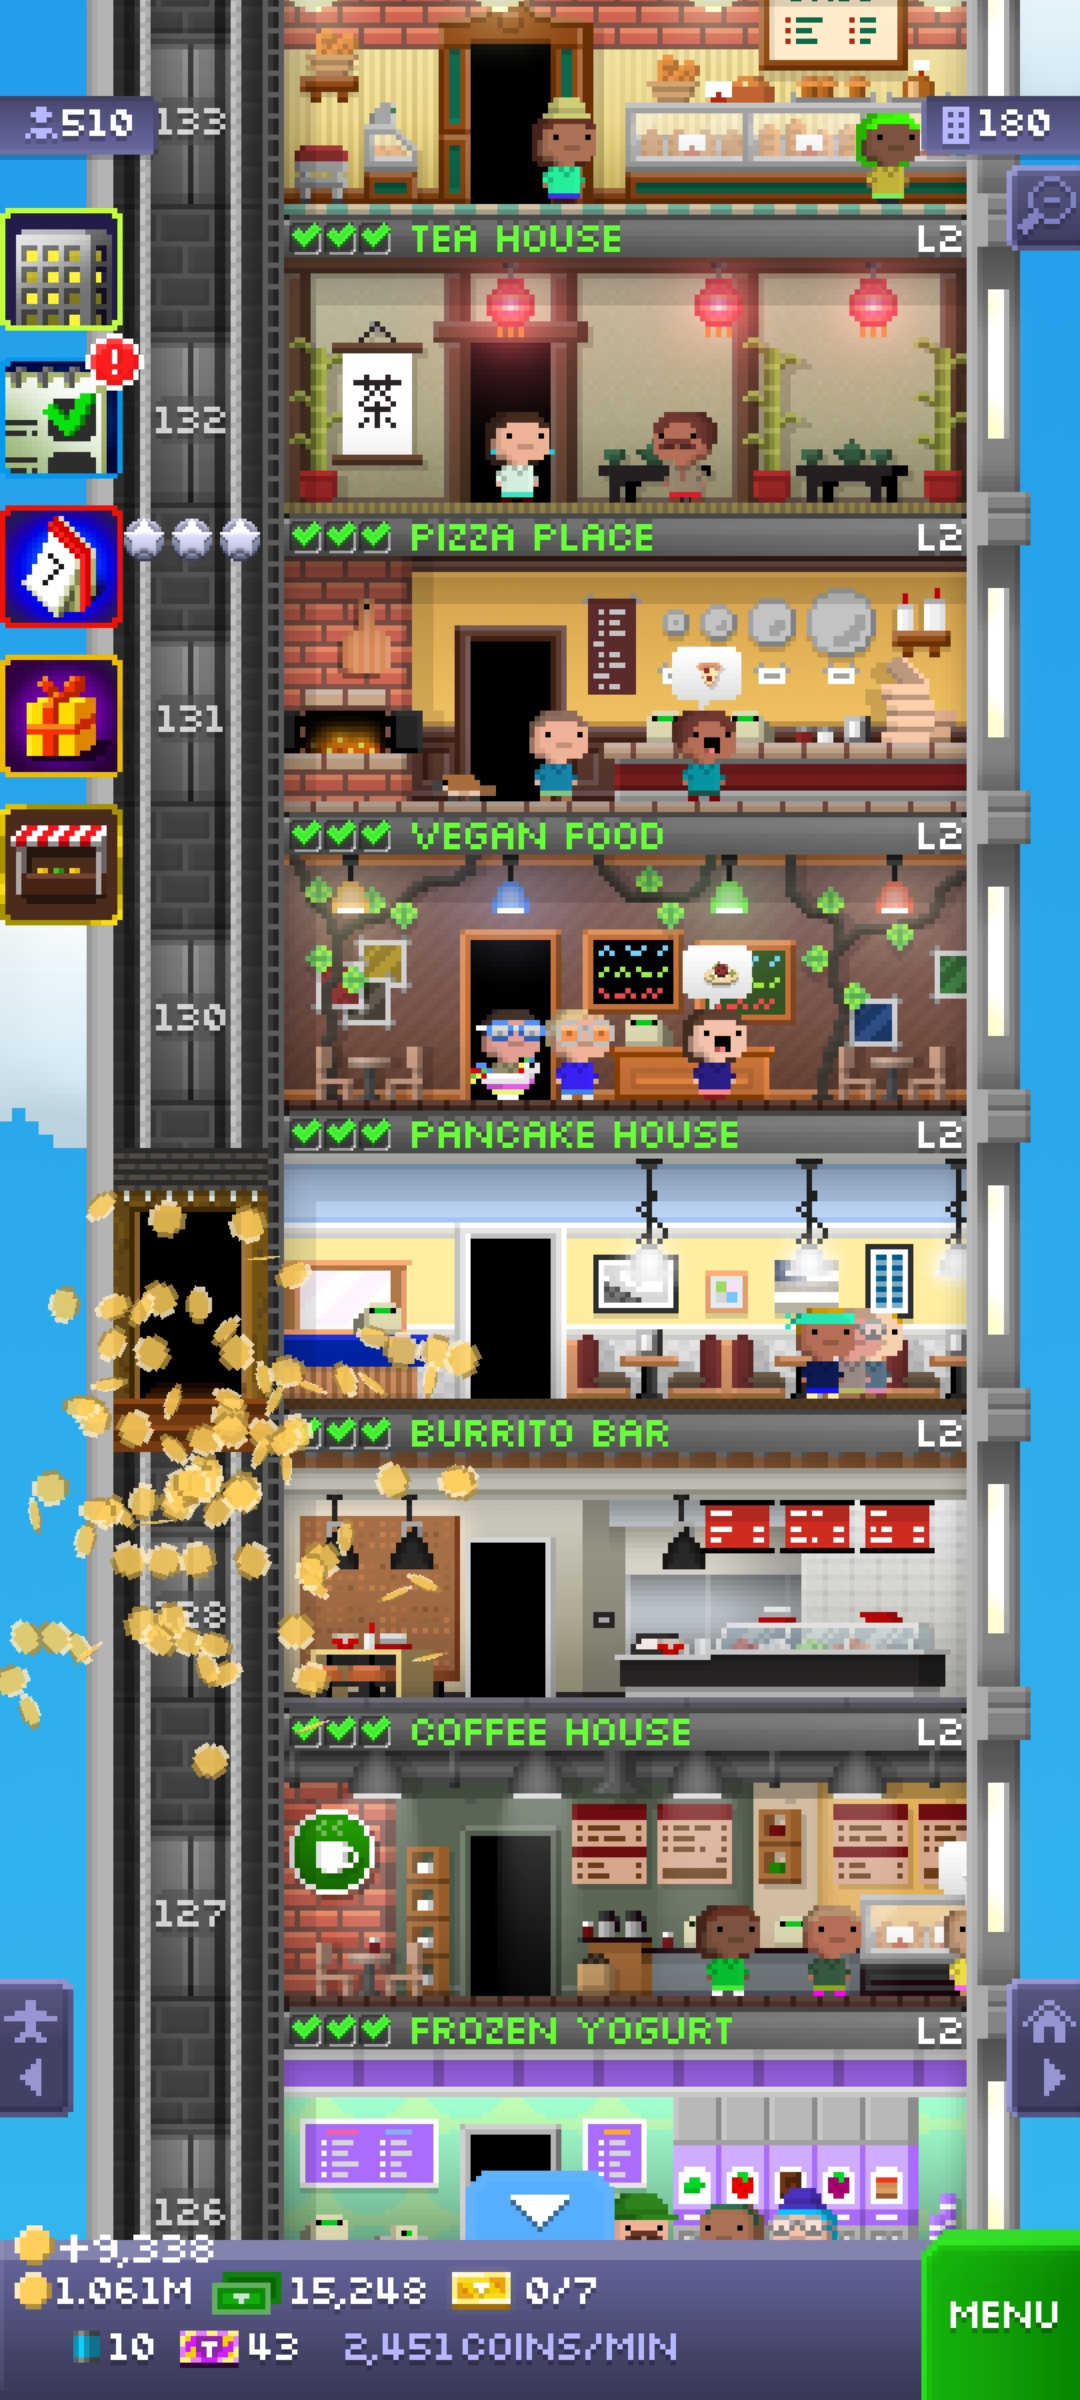 510
133
180
TEA HOUSE L2
132
茶
PIZZA PLACE L2
7
131
VEGAN FOOD L2
130
PANCAKE HOUSE L2
BURRITO BAR L2
COFFEE HOUSE L2
127
FROZEN YOGURT L2
126
+9,338
1.061M 15,248 0/7
MENU
10 T 43 2,451 COINS/MIN